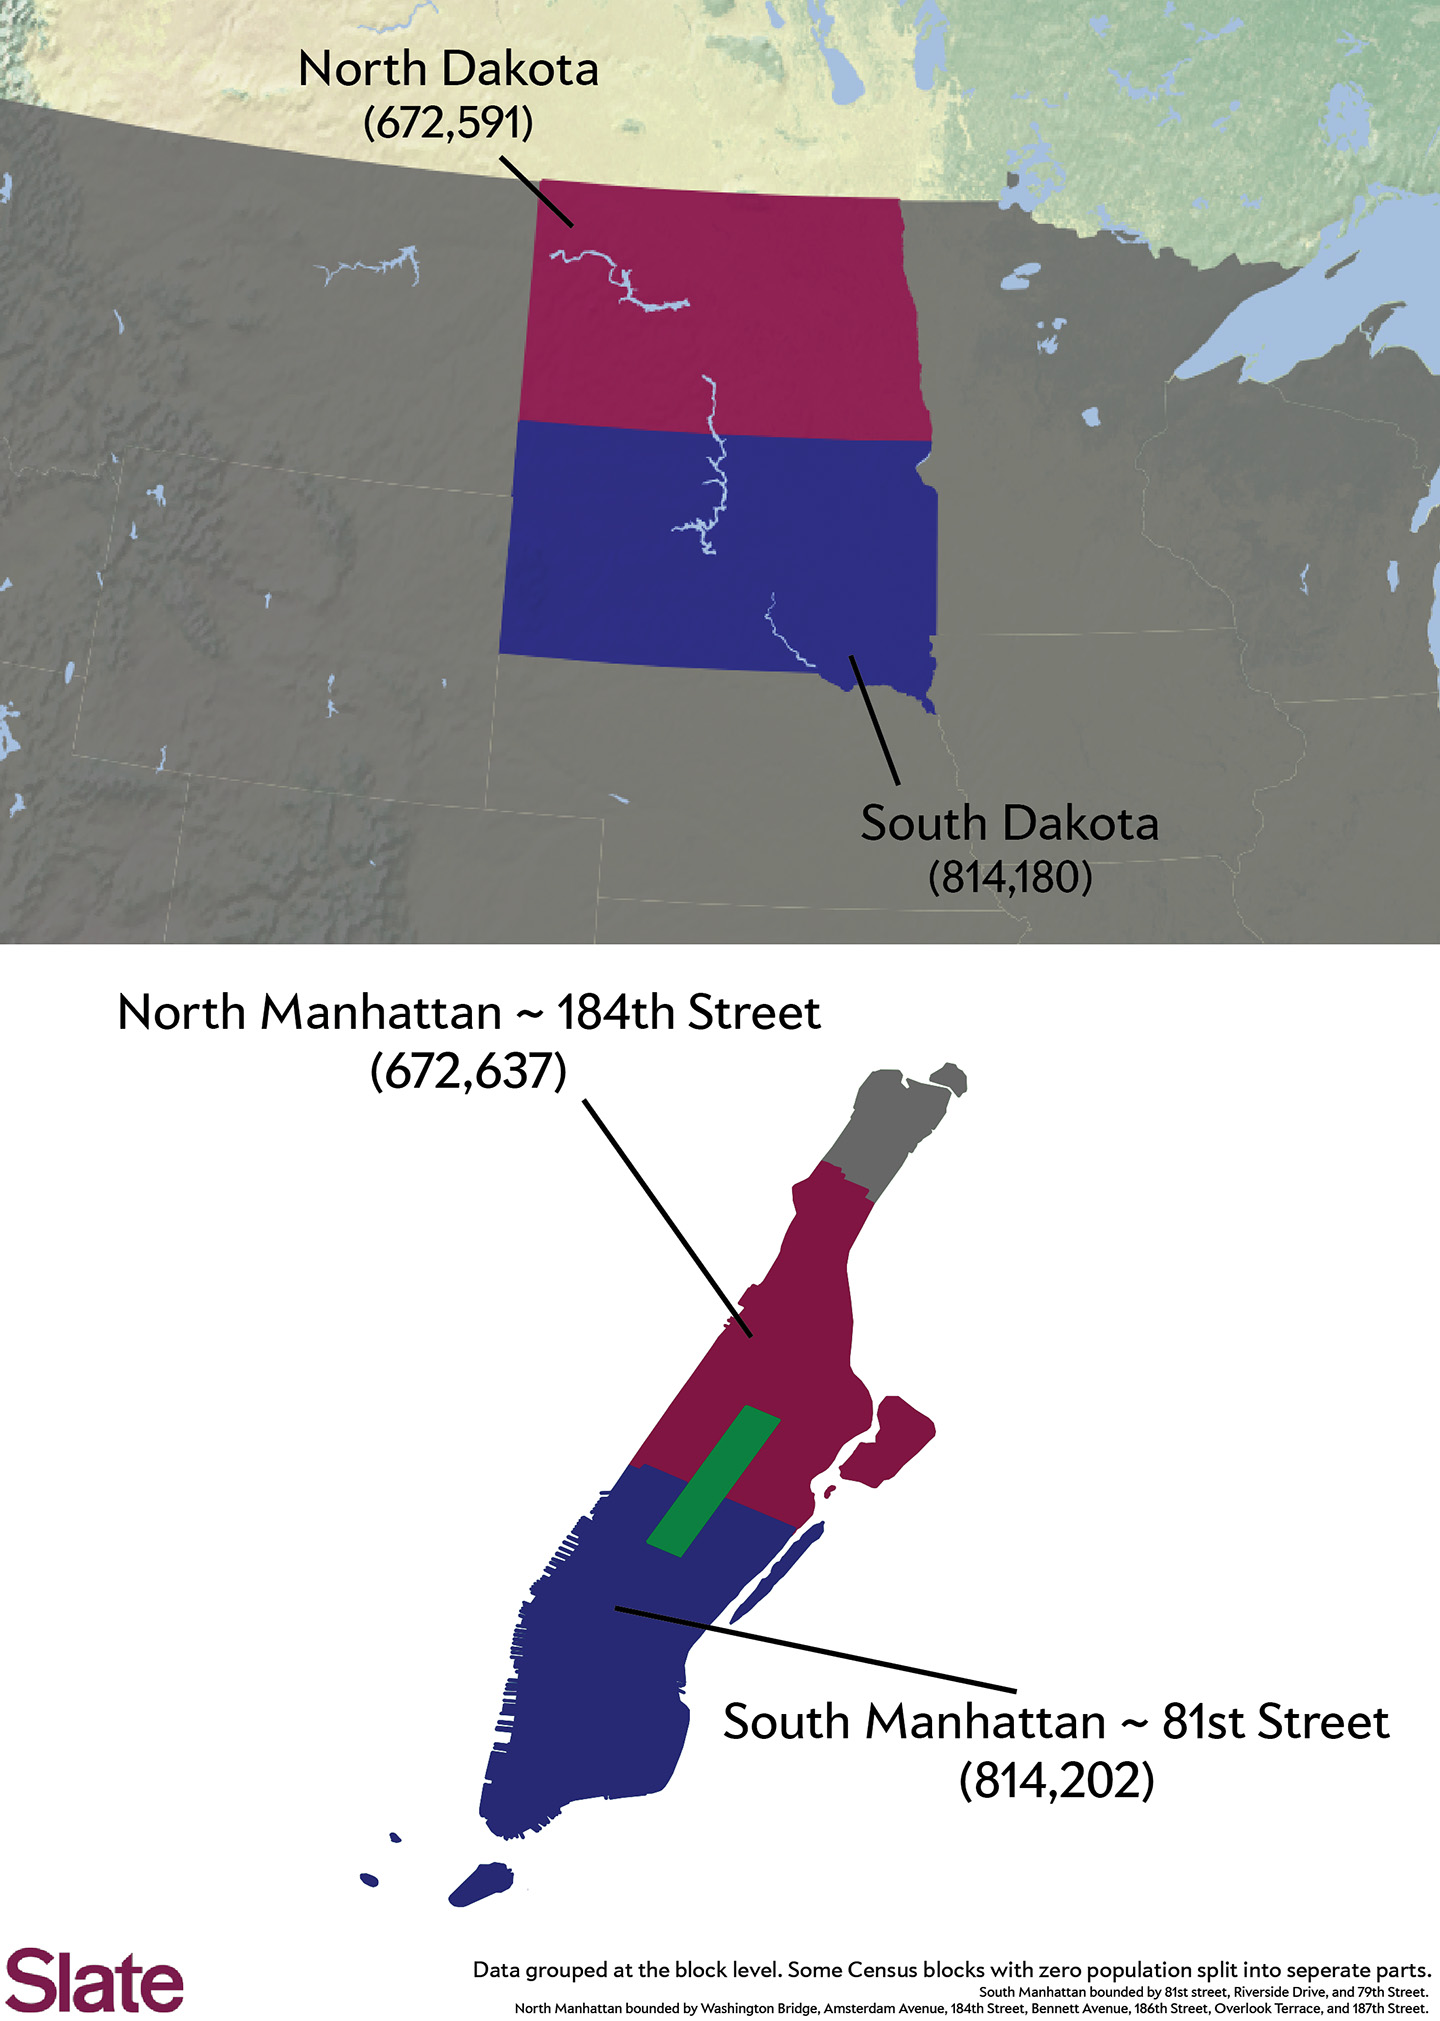 North Dakota
(672,591)
South Dakota
(814,180)
North Manhattan ~ 184th Street
(672,637)
South Manhattan ~ 81st Street
(814,202)
Slate
Data grouped at the block level. Some Census blocks with zero population split into seperate parts.
South Manhattan bounded by 81st street, Riverside Drive, and 79th Street.
North Manhattan bounded by Washington Bridge, Amsterdam Avenue, 184th Street, Bennett Avenue, 186th Street, Overlook Terrace, and 187th Street.